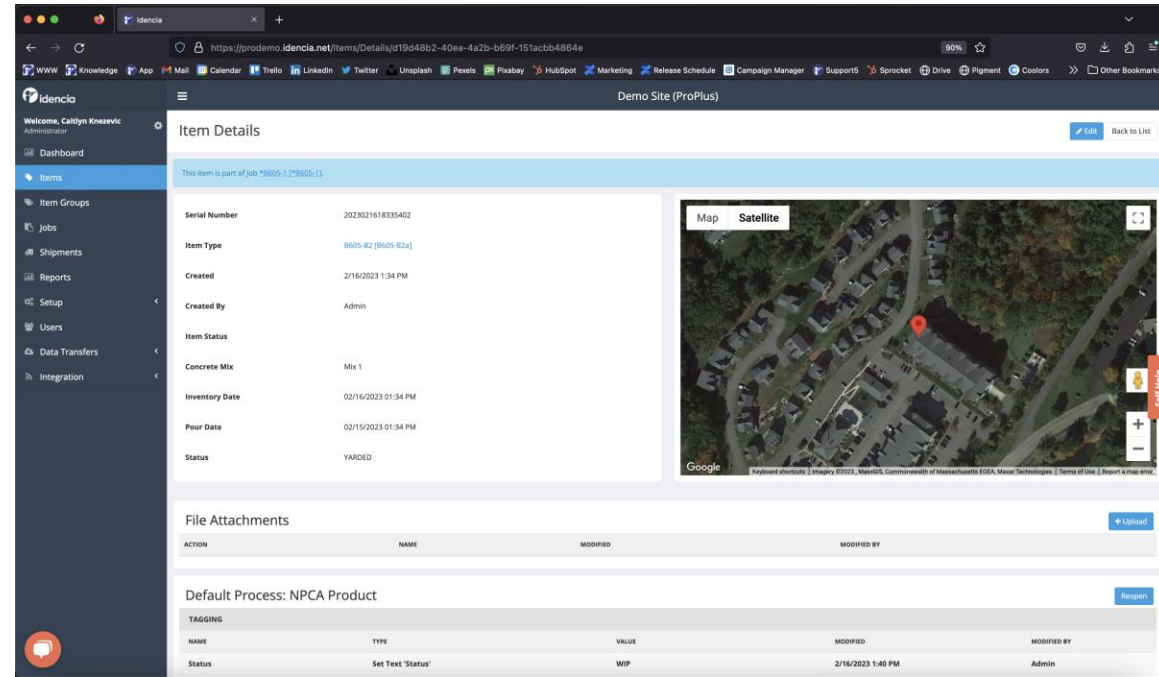 Idencia × +
https://prodemo.idencia.net/Items/Details/d19d48b2-40ea-4a2b-b69f-151acbb4864e 90%
WWW Knowledge App Mail Calendar Trello LinkedIn Twitter Unsplash Pexels Pixabay HubSpot Marketing Release Schedule Campaign Manager Support5 Sprocket Drive Pigment Coolors Other Bookmarks
idencia
Demo Site (ProPlus)
Welcome, Caitlyn Knezevic
Administrator
Dashboard
Items
Item Groups
Jobs
Shipments
Reports
Setup
Users
Data Transfers
Integration
Item Details
Edit Back to List
This item is part of job *B605-1 [*B605-1].
Serial Number 2023021618335402
Item Type B605-B2 [B605-B2a]
Created 2/16/2023 1:34 PM
Created By Admin
Item Status
Concrete Mix Mix 1
Inventory Date 02/16/2023 01:34 PM
Pour Date 02/15/2023 01:34 PM
Status YARDED
Map Satellite
Self Help
Google
Keyboard shortcuts Imagery ©2023 , MassGIS, Commonwealth of Massachusetts EOEA, Maxar Technologies Terms of Use Report a map error
File Attachments
+ Upload
ACTION NAME MODIFIED MODIFIED BY
Default Process: NPCA Product
Reopen
TAGGING
NAME TYPE VALUE MODIFIED MODIFIED BY
Status Set Text 'Status' WIP 2/16/2023 1:40 PM Admin